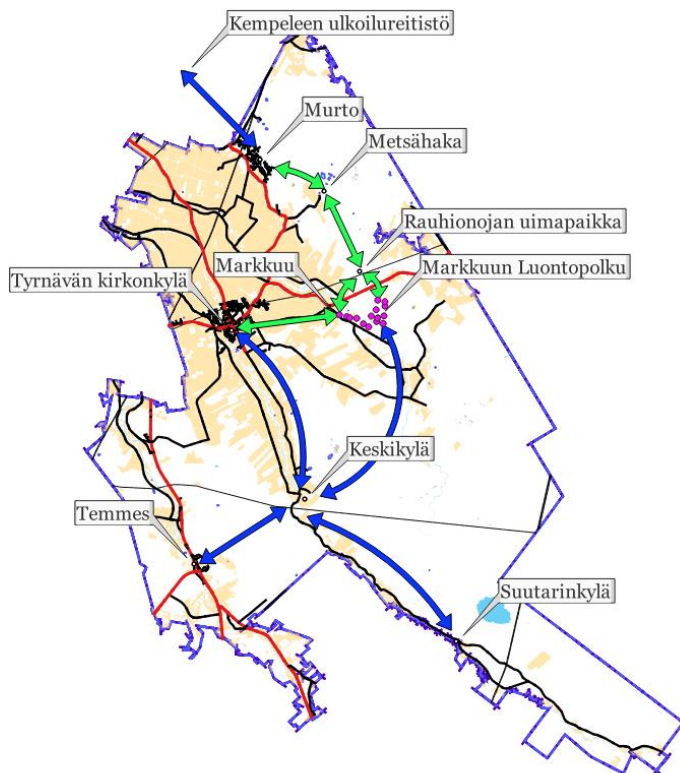 Kempeleen ulkoilureitistö
Murto
Metsähaka
Rauhionojan uimapaikka
Markkuu
Markkuun Luontopolku
Tyrnävän kirkonkylä
Keskikylä
Temmes
Suutarinkylä